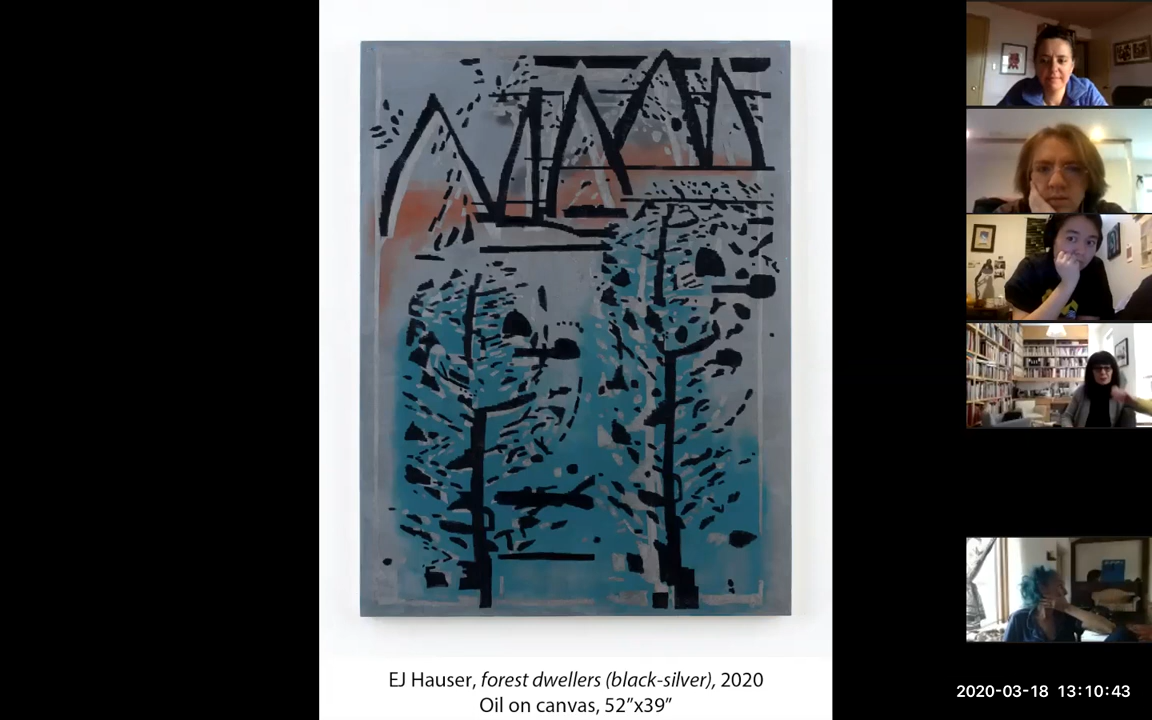 EJ Hauser, forest dwellers (black-silver), 2020
Oil on canvas, 52”x39”
2020-03-18 13:10:43